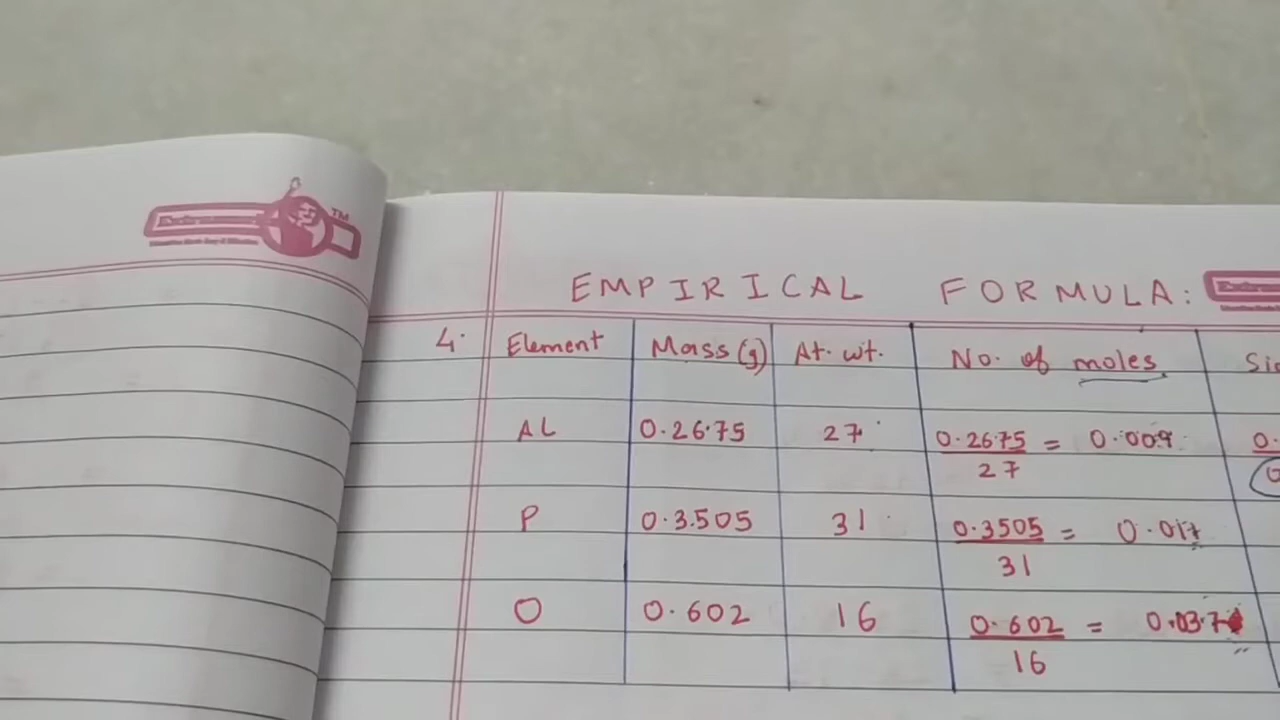 TM
EMPIRICAL FORMULA:
4. Element Mass (g) At. wt. No. of moles
AL 0.2675 27 0.2675/27 = 0.009
P 0.3505 31 0.3505/31 = 0.017
O 0.602 16 0.602/16 = 0.037